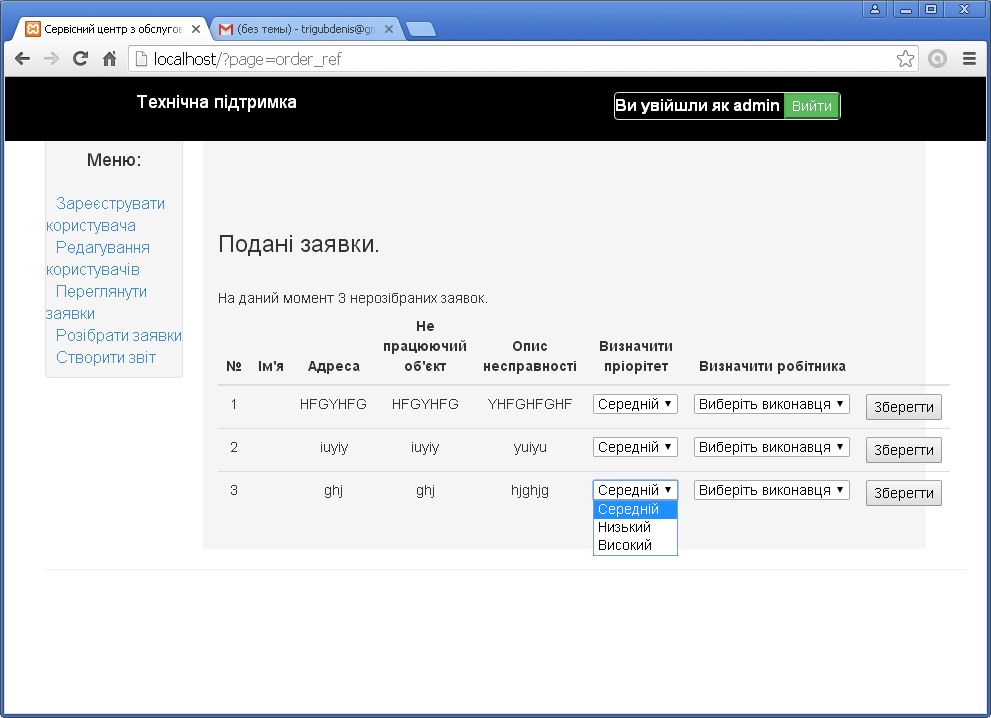 Сервісний центр з обслугов
(без темы) - trigubdenis@gm
localhost/?page=order_ref
Технічна підтримка
Ви увійшли як admin Вийти
Меню:
Зареєструвати
користувача
Редагування
користувачів
Переглянути
заявки
Розібрати заявки
Створити звіт
Подані заявки.
На даний момент 3 нерозібраних заявок.
№ Ім'я Адреса Не працюючий об'єкт Опис несправності Визначити пріорітет Визначити робітника
1 HFGYHFG HFGYHFG YHFGHFGHF Середній Виберіть виконавця Зберегти
2 iuyiy iuyiy yuiyu Середній Виберіть виконавця Зберегти
3 ghj ghj hjghjg Середній Виберіть виконавця Зберегти
Середній
Низький
Високий